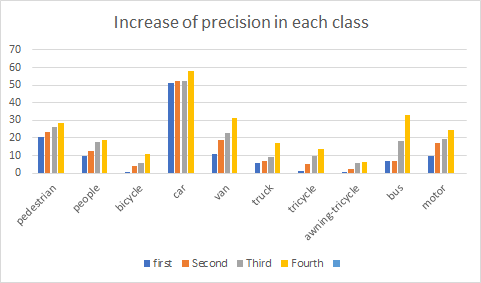 Increase of precision in each class
70
60
50
40
30
20
10
0
pedestrian
people
bicycle
car
van
truck
tricycle
awning-tricycle
bus
motor
first Second Third Fourth